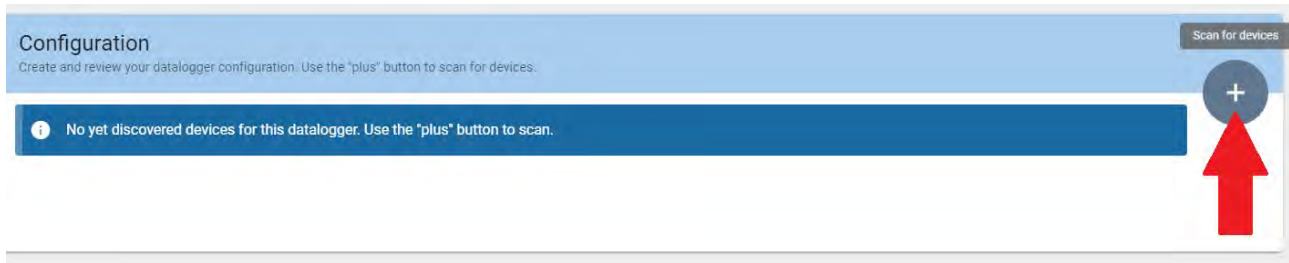 Configuration
Scan for devices
Create and review your datalogger configuration. Use the "plus" button to scan for devices.
No yet discovered devices for this datalogger. Use the "plus" button to scan.